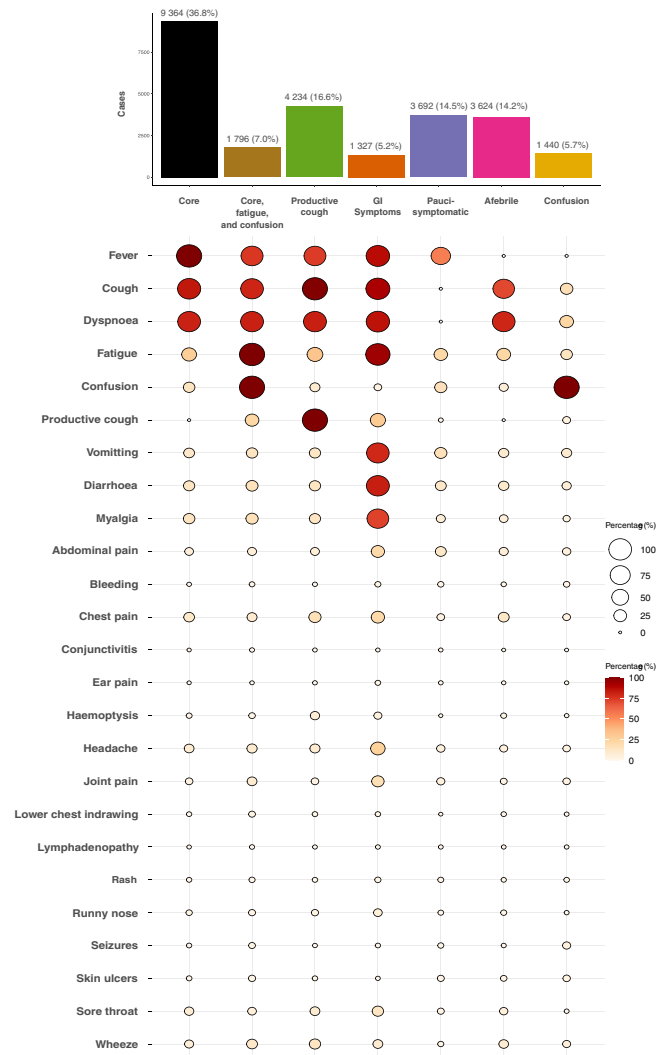 9 364 (36.8%)
7500
5000
2500
0
Cases
1 796 (7.0%)
4 234 (16.6%)
1 327 (5.2%)
3 692 (14.5%)
3 624 (14.2%)
1 440 (5.7%)
Core
Core,
fatigue,
and confusion
Productive
cough
GI
Symptoms
Pauci-
symptomatic
Afebrile
Confusion
Fever
Cough
Dyspnoea
Fatigue
Confusion
Productive cough
Vomitting
Diarrhoea
Myalgia
Abdominal pain
Bleeding
Chest pain
Conjunctivitis
Ear pain
Haemoptysis
Headache
Joint pain
Lower chest indrawing
Lymphadenopathy
Rash
Runny nose
Seizures
Skin ulcers
Sore throat
Wheeze
Percentage (%)
100
75
50
25
0
Percentage (%)
100
75
50
25
0